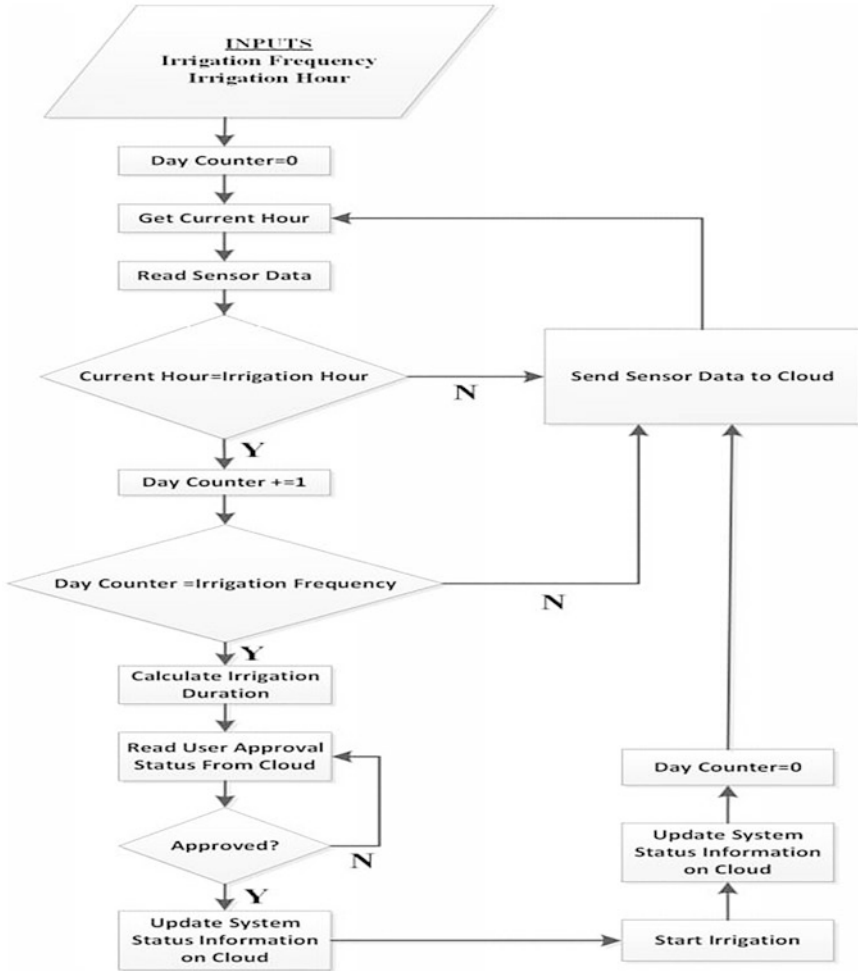 INPUTS
Irrigation Frequency
Irrigation Hour
Day Counter=0
Get Current Hour
Read Sensor Data
Current Hour=Irrigation Hour
N
Send Sensor Data to Cloud
Y
Day Counter +=1
Day Counter =Irrigation Frequency
N
Y
Calculate Irrigation
Duration
Read User Approval
Status From Cloud
Approved?
N
Y
Update System
Status Information
on Cloud
Start Irrigation
Update System
Status Information
on Cloud
Day Counter=0